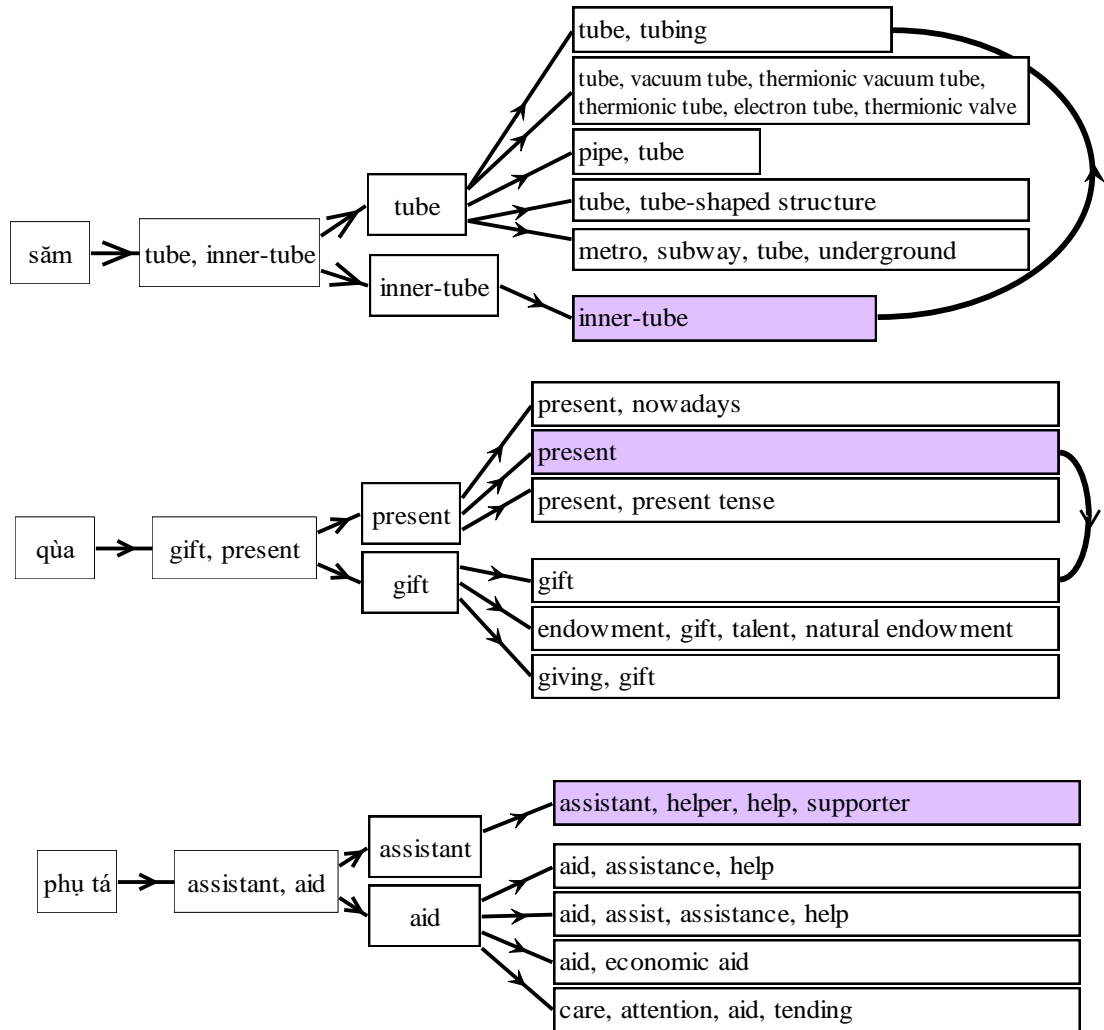 săm
tube, inner-tube
tube
inner-tube
tube, tubing
tube, vacuum tube, thermionic vacuum tube,
thermionic tube, electron tube, thermionic valve
pipe, tube
tube, tube-shaped structure
metro, subway, tube, underground
inner-tube
qùa
gift, present
present
gift
present, nowadays
present
present, present tense
gift
endowment, gift, talent, natural endowment
giving, gift
phụ tá
assistant, aid
assistant
aid
assistant, helper, help, supporter
aid, assistance, help
aid, assist, assistance, help
aid, economic aid
care, attention, aid, tending